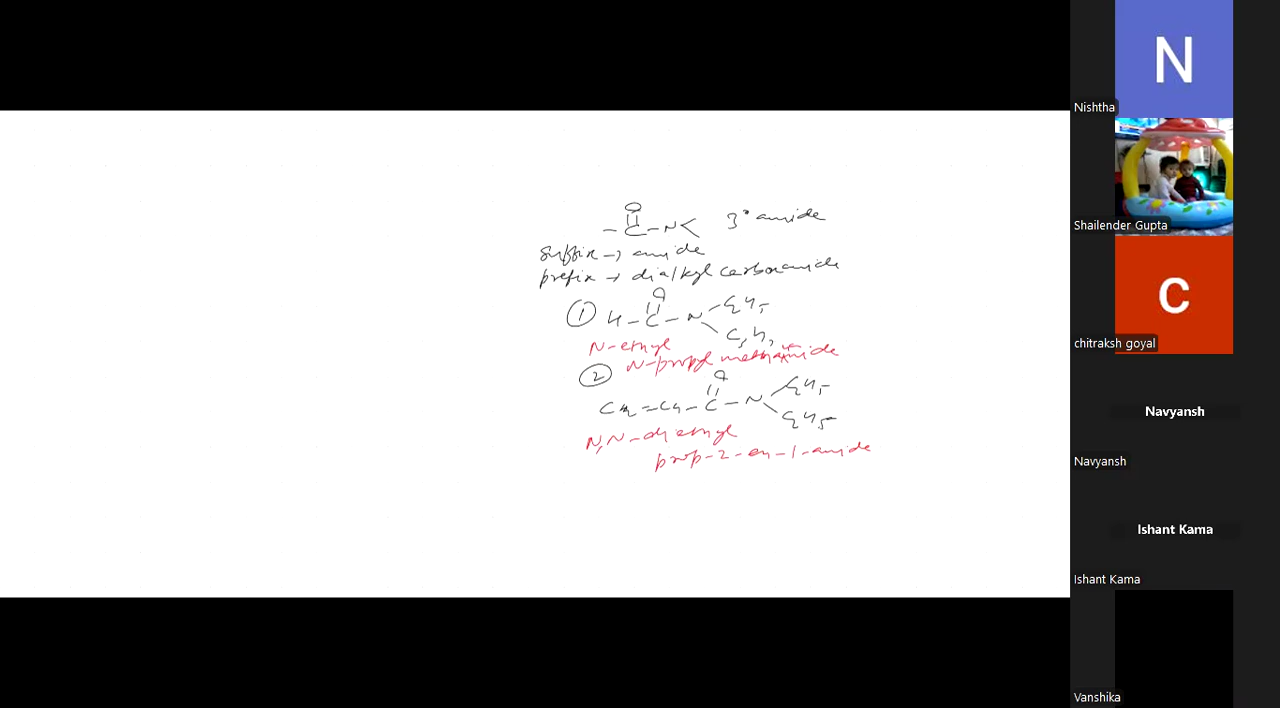 O
- C - N < 3° amide
suffix → amide
prefix → dialkyl carboxamide
① H - C - N - C2H5
O
C3H7
N-ethyl
N-propyl methanamide
②
O
CH2 = CH - C - N - C2H5
C2H5
N,N-diethyl
prop-2-en-1-amide
N
Nishtha
Shailender Gupta
C
chitraksh goyal
Navyansh
Navyansh
Ishant Kama
Ishant Kama
Vanshika